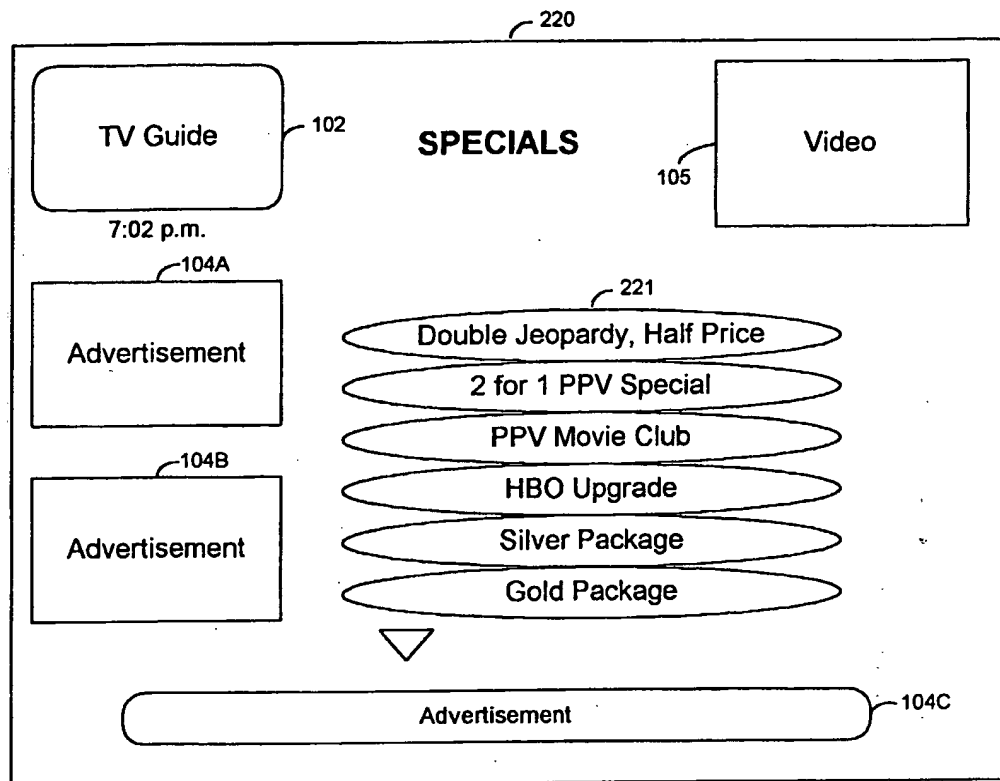 220
TV Guide
102
SPECIALS
105
Video
7:02 p.m.
104A
Advertisement
221
Double Jeopardy, Half Price
2 for 1 PPV Special
PPV Movie Club
104B
Advertisement
HBO Upgrade
Silver Package
Gold Package
Advertisement
104C